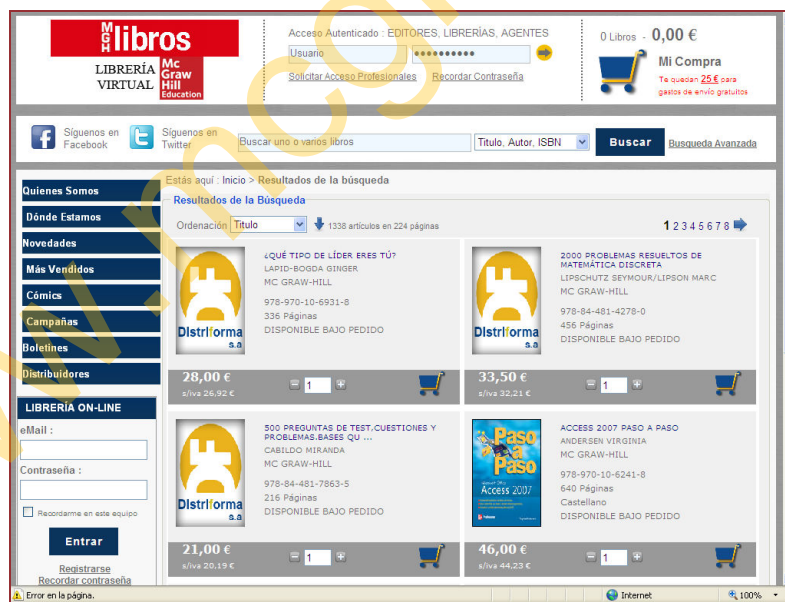 MGH libros
LIBRERÍA
VIRTUAL
Mc
Graw
Hill
Education
Acceso Autenticado : EDITORES, LIBRERÍAS, AGENTES
Usuario
••••••••••
Solicitar Acceso Profesionales Recordar Contraseña
0 Libros - 0,00 €
Mi Compra
Te quedan 25 € para
gastos de envío gratuitos
Síguenos en
Facebook
Síguenos en
Twitter
Buscar uno o varios libros
Titulo, Autor, ISBN
Buscar
Busqueda Avanzada
Quienes Somos
Dónde Estamos
Novedades
Más Vendidos
Cómics
Campañas
Boletines
Distribuidores
LIBRERÍA ON-LINE
eMail :
Contraseña :
Recordarme en este equipo
Entrar
Registrarse
Recordar contraseña
Estás aquí : Inicio > Resultados de la búsqueda
Resultados de la Búsqueda
Ordenación Titulo
1338 artículos en 224 páginas
1 2 3 4 5 6 7 8
Distriforma
s.a
¿QUÉ TIPO DE LÍDER ERES TÚ?
LAPID-BOGDA GINGER
MC GRAW-HILL
978-970-10-6931-8
336 Páginas
DISPONIBLE BAJO PEDIDO
28,00 €
s/iva 26,92 €
1
Distriforma
s.a
2000 PROBLEMAS RESUELTOS DE
MATEMÁTICA DISCRETA
LIPSCHUTZ SEYMOUR/LIPSON MARC
MC GRAW-HILL
978-84-481-4278-0
456 Páginas
DISPONIBLE BAJO PEDIDO
33,50 €
s/iva 32,21 €
1
Distriforma
s.a
500 PREGUNTAS DE TEST,CUESTIONES Y
PROBLEMAS.BASES QU ...
CABILDO MIRANDA
MC GRAW-HILL
978-84-481-7863-5
216 Páginas
DISPONIBLE BAJO PEDIDO
21,00 €
s/iva 20,19 €
1
Paso
a
Paso
Access 2007
ACCESS 2007 PASO A PASO
ANDERSEN VIRGINIA
MC GRAW-HILL
978-970-10-6241-8
640 Páginas
Castellano
DISPONIBLE BAJO PEDIDO
46,00 €
s/iva 44,23 €
1
Error en la página.
Internet
100%